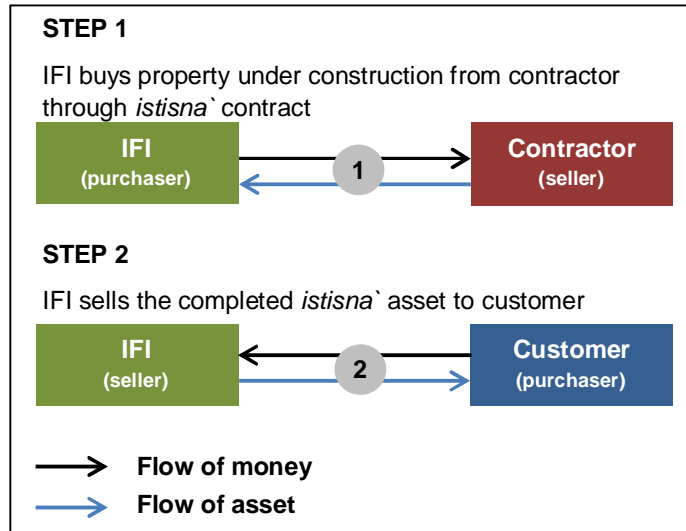 STEP 1
IFI buys property under construction from contractor
through istisna` contract
IFI
(purchaser)
1
Contractor
(seller)
STEP 2
IFI sells the completed istisna` asset to customer
IFI
(seller)
2
Customer
(purchaser)
Flow of money
Flow of asset